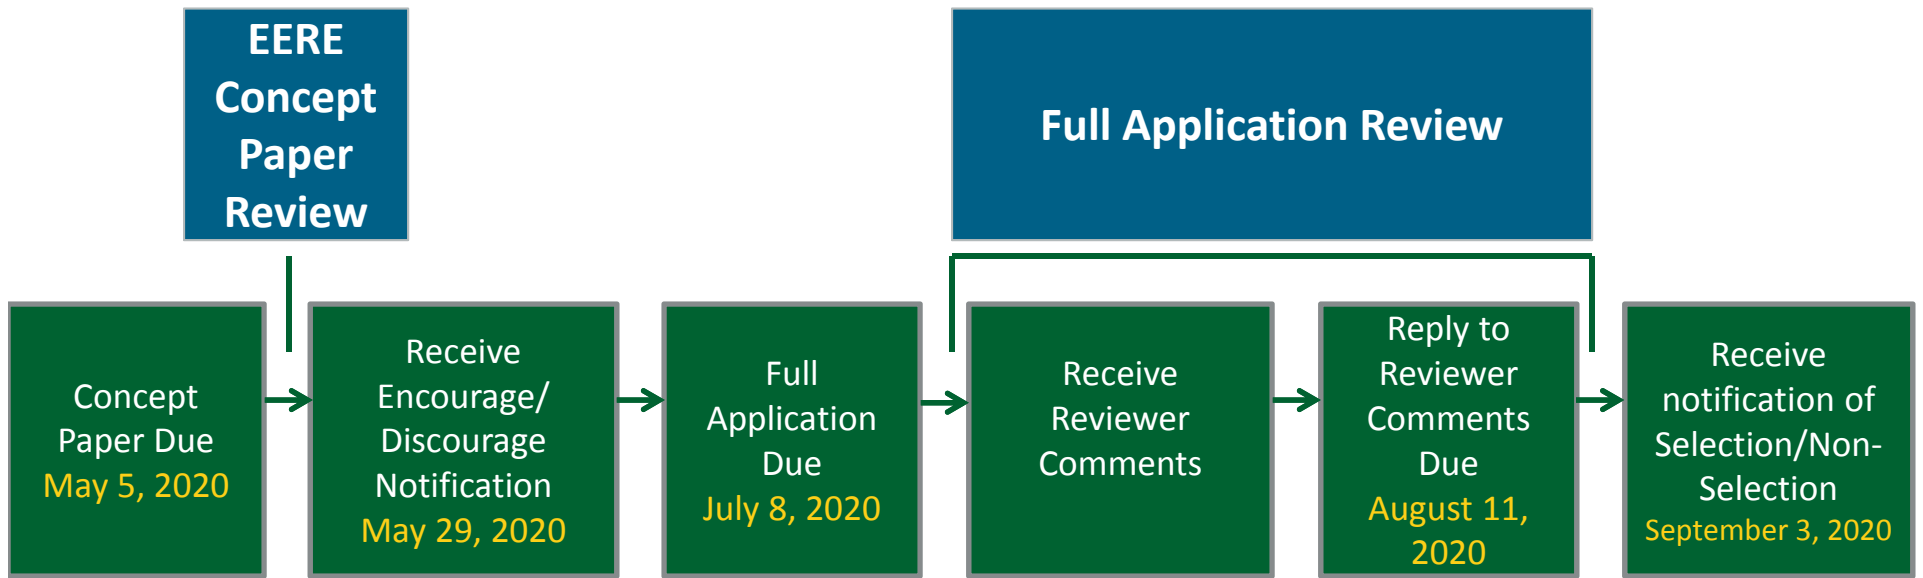 EERE
Concept
Paper
Review
Full Application Review
Concept
Paper Due
May 5, 2020
Receive
Encourage/
Discourage
Notification
May 29, 2020
Full
Application
Due
July 8, 2020
Receive
Reviewer
Comments
Reply to
Reviewer
Comments
Due
August 11,
2020
Receive
notification of
Selection/Non-
Selection
September 3, 2020